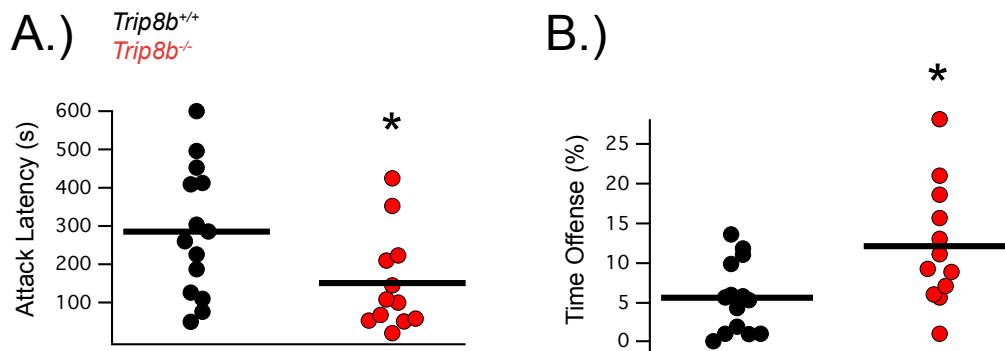 A.)
Trip8b+/+
Trip8b-/-
*
Attack Latency (s)
600
500
400
300
200
100
B.)
*
Time Offense (%)
25
20
15
10
5
0